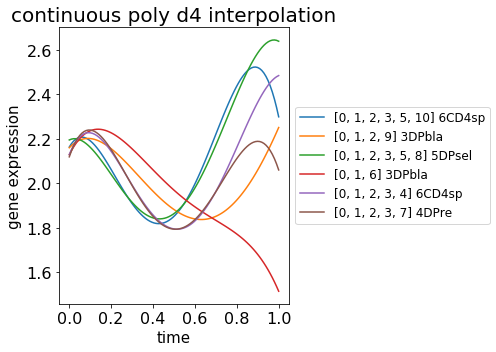 continuous poly d4 interpolation
gene expression
2.6
2.4
2.2
2.0
1.8
1.6
0.0 0.2 0.4 0.6 0.8 1.0
time
[0, 1, 2, 3, 5, 10] 6CD4sp
[0, 1, 2, 9] 3DPbla
[0, 1, 2, 3, 5, 8] 5DPsel
[0, 1, 6] 3DPbla
[0, 1, 2, 3, 4] 6CD4sp
[0, 1, 2, 3, 7] 4DPre